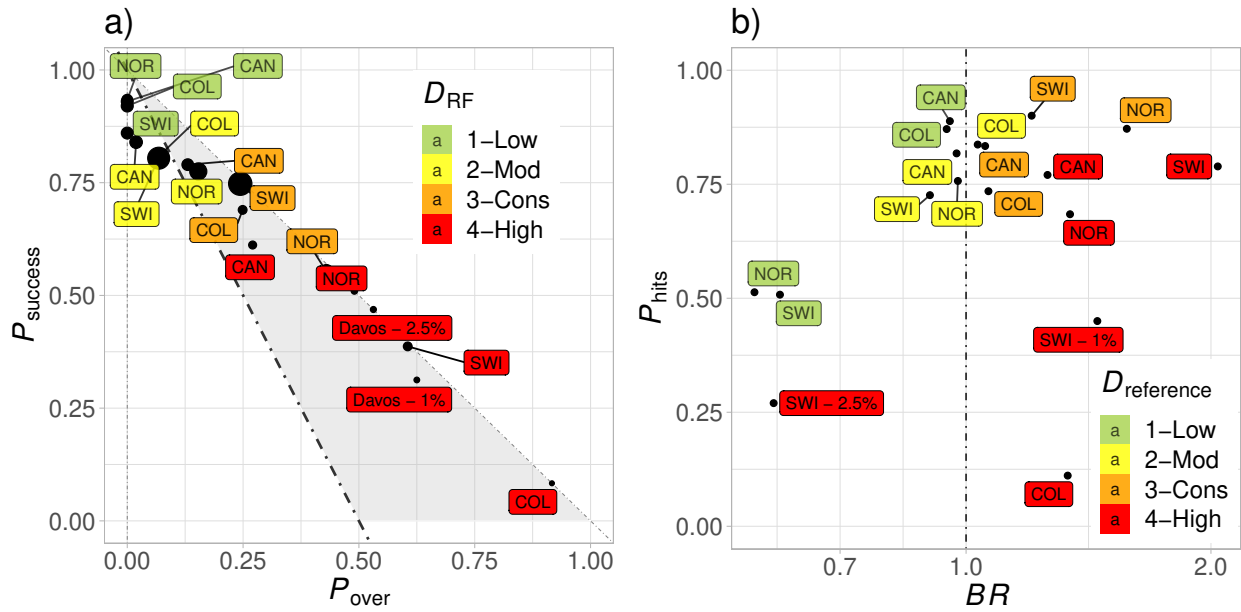 a)
NOR
CAN
COL
SWI
COL
CAN
CAN
NOR
SWI
SWI
COL
NOR
CAN
NOR
Davos − 2.5%
SWI
Davos − 1%
COL
D RF
a 1−Low
a 2−Mod
a 3−Cons
a 4−High
1.00
0.75
0.50
0.25
0.00
P success
0.00 0.25 0.50 0.75 1.00
P over
b)
SWI
CAN
NOR
COL
COL
CAN
CAN
CAN
SWI
SWI
NOR
COL
NOR
NOR
SWI
SWI − 1%
SWI − 2.5%
COL
D reference
a 1−Low
a 2−Mod
a 3−Cons
a 4−High
1.00
0.75
0.50
0.25
0.00
P hits
0.7 1.0 2.0
BR